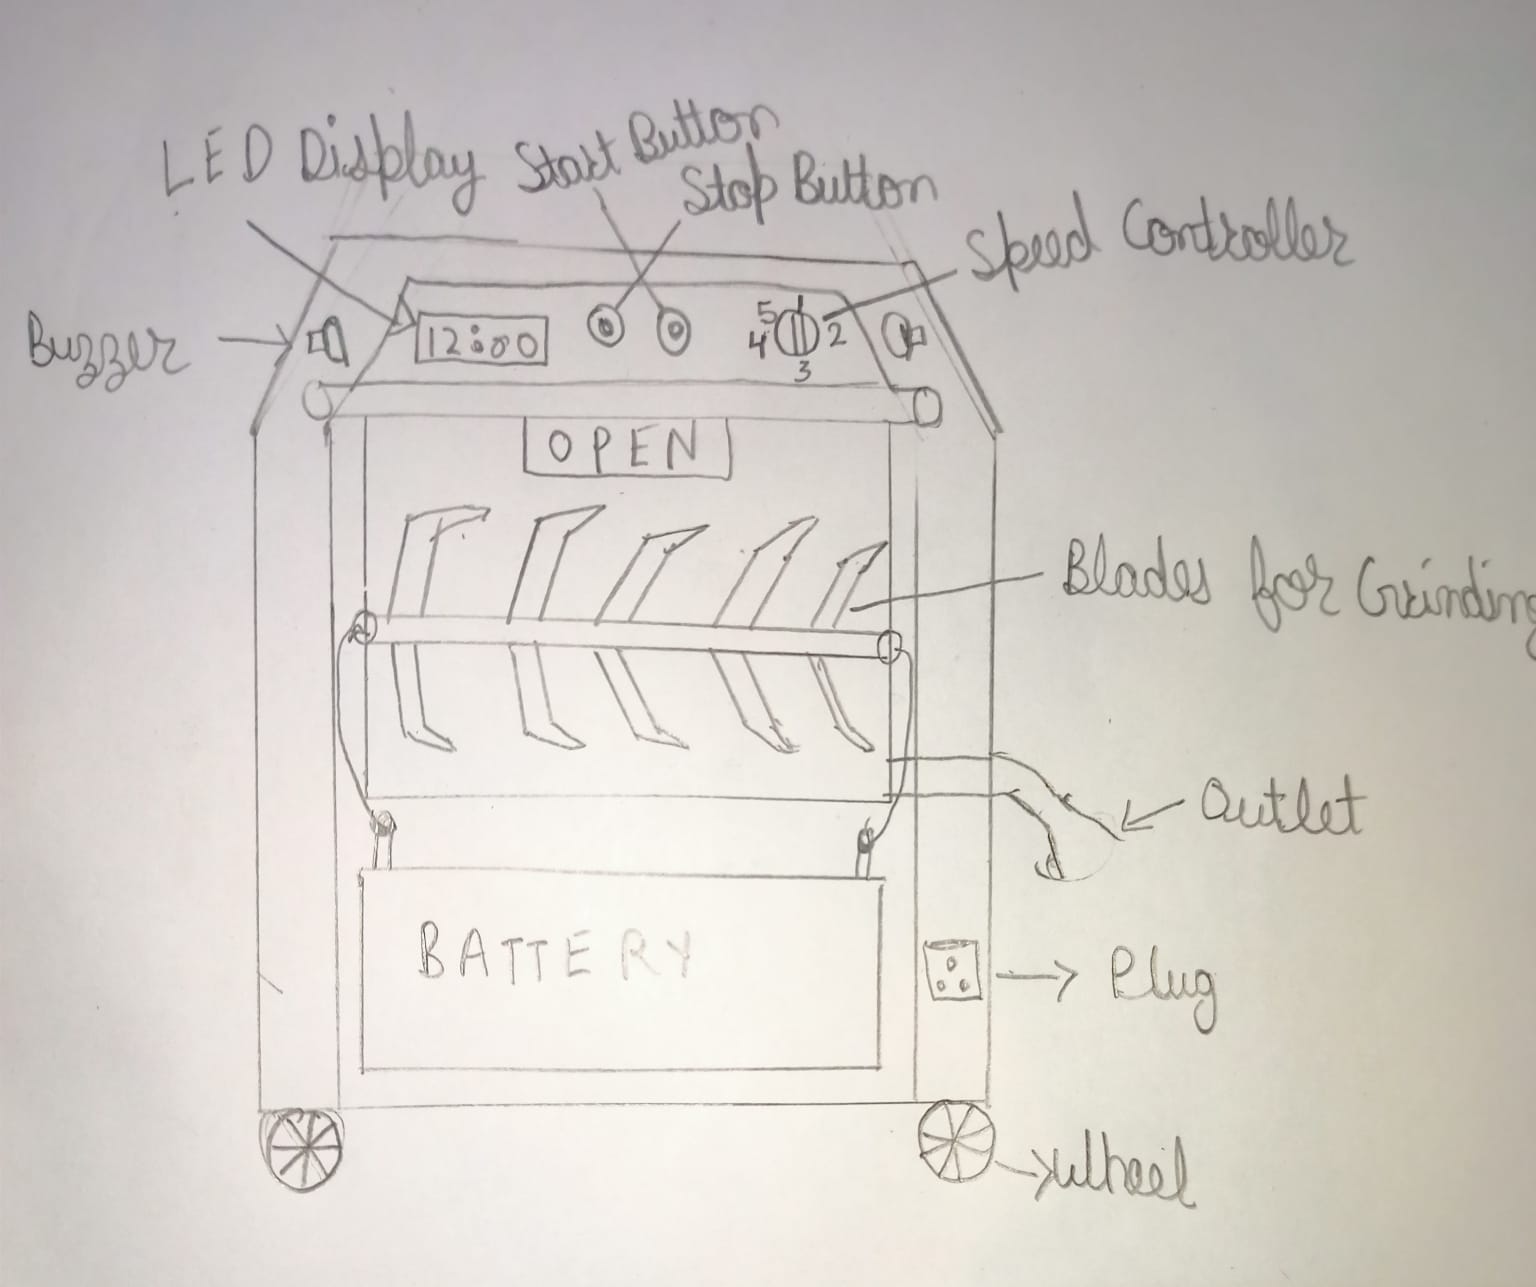 LED Display
Start Button
Stop Button
Speed Controller
Buzzer
12:00
5
4
2
3
OPEN
Blades for Grinding
Outlet
BATTERY
Plug
Wheel